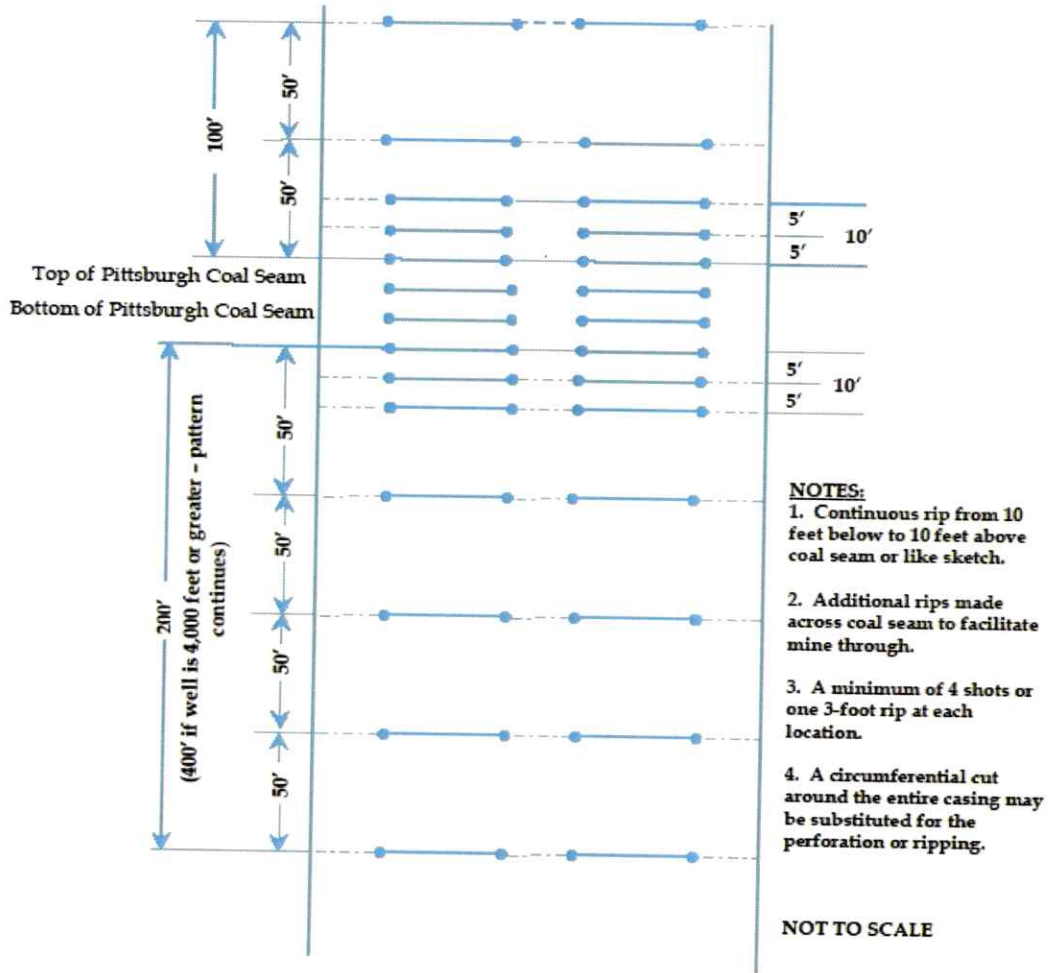 50'
100'
50'
5'
10'
5'
Top of Pittsburgh Coal Seam
Bottom of Pittsburgh Coal Seam
5'
10'
5'
200'
(400' if well is 4,000 feet or greater – pattern
continues)
50'
50'
50'
50'
NOTES:
1. Continuous rip from 10
feet below to 10 feet above
coal seam or like sketch.
2. Additional rips made
across coal seam to facilitate
mine through.
3. A minimum of 4 shots or
one 3-foot rip at each
location.
4. A circumferential cut
around the entire casing may
be substituted for the
perforation or ripping.
NOT TO SCALE